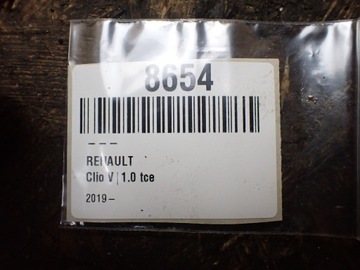 8654
– – –
RENAULT
Clio V | 1.0 tce
2019–